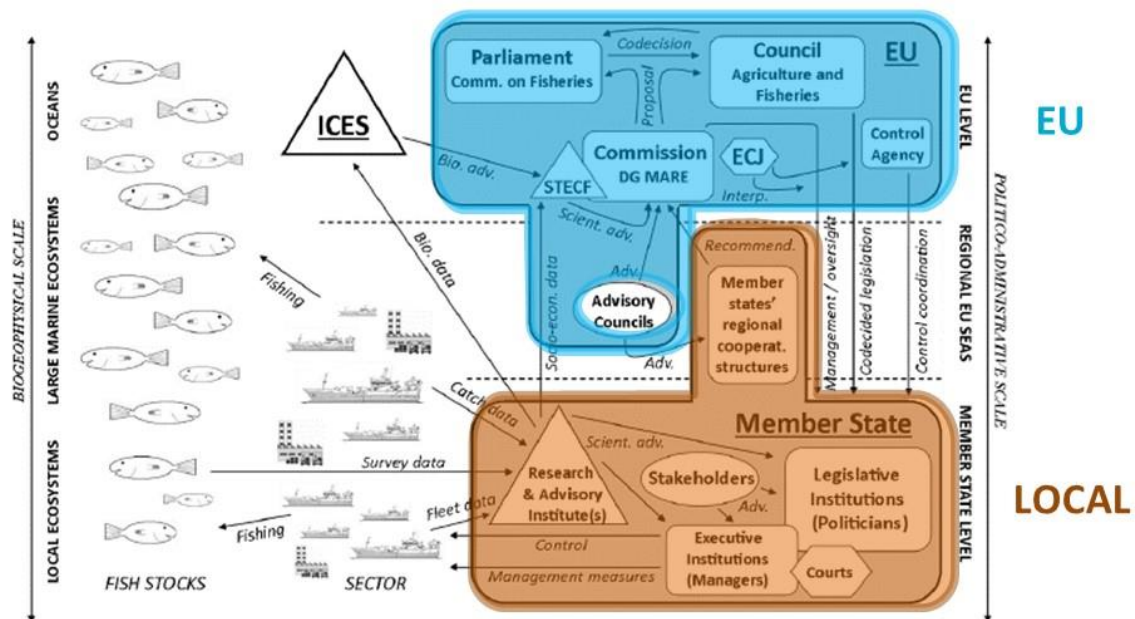 BIOGEOPHYSICAL SCALE
OCEANS
LARGE MARINE ECOSYSTEMS
LOCAL ECOSYSTEMS
FISH STOCKS
Fishing
Fishing
SECTOR
ICES
Bio. adv.
Bio. data
Socio-econ. data
Catch data
Survey data
Fleet data
Parliament
Comm. on Fisheries
Codecision
Council
Agriculture and
Fisheries
EU
Proposal
Commission
DG MARE
STECF
Scient. adv.
ECJ
Interp.
Control
Agency
Adv.
Advisory
Councils
Adv.
Recommend.
Member
states’
regional
cooperat.
structures
Management / oversight
Codecided legislation
Control coordination
Member State
Research
& Advisory
Institute(s)
Scient. adv.
Stakeholders
Adv.
Legislative
Institutions
(Politicians)
Executive
Institutions
(Managers)
Courts
Control
Management measures
EU LEVEL
REGIONAL EU SEAS
MEMBER STATE LEVEL
POLITICO-ADMINISTRATIVE SCALE
EU
LOCAL